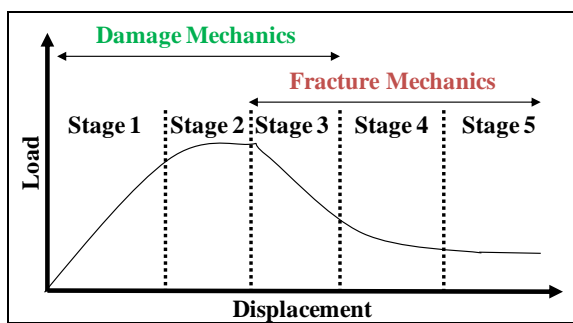 Damage Mechanics
Fracture Mechanics
Stage 1 Stage 2 Stage 3 Stage 4 Stage 5
Load
Displacement